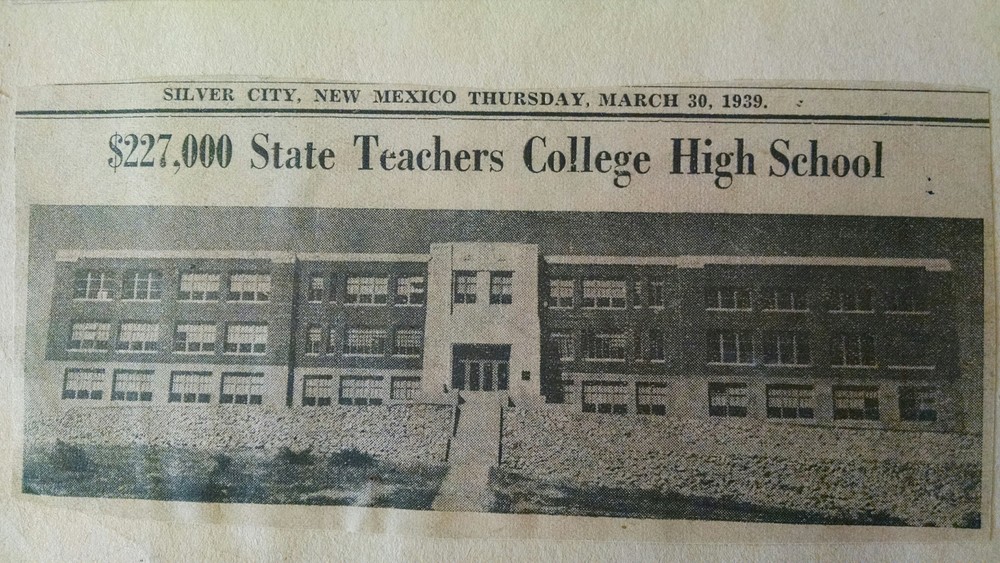 SILVER CITY, NEW MEXICO THURSDAY, MARCH 30, 1939.
$227,000 State Teachers College High School